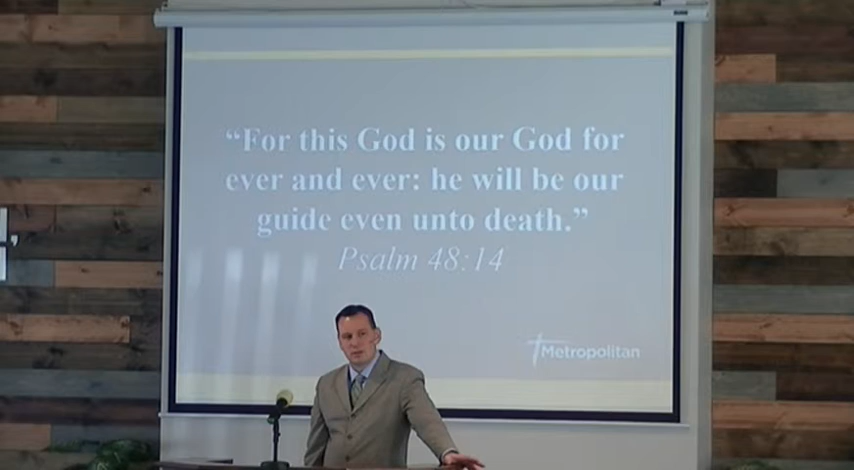 “For this God is our God for
ever and ever: he will be our
guide even unto death.”
Psalm 48:14
Metropolitan